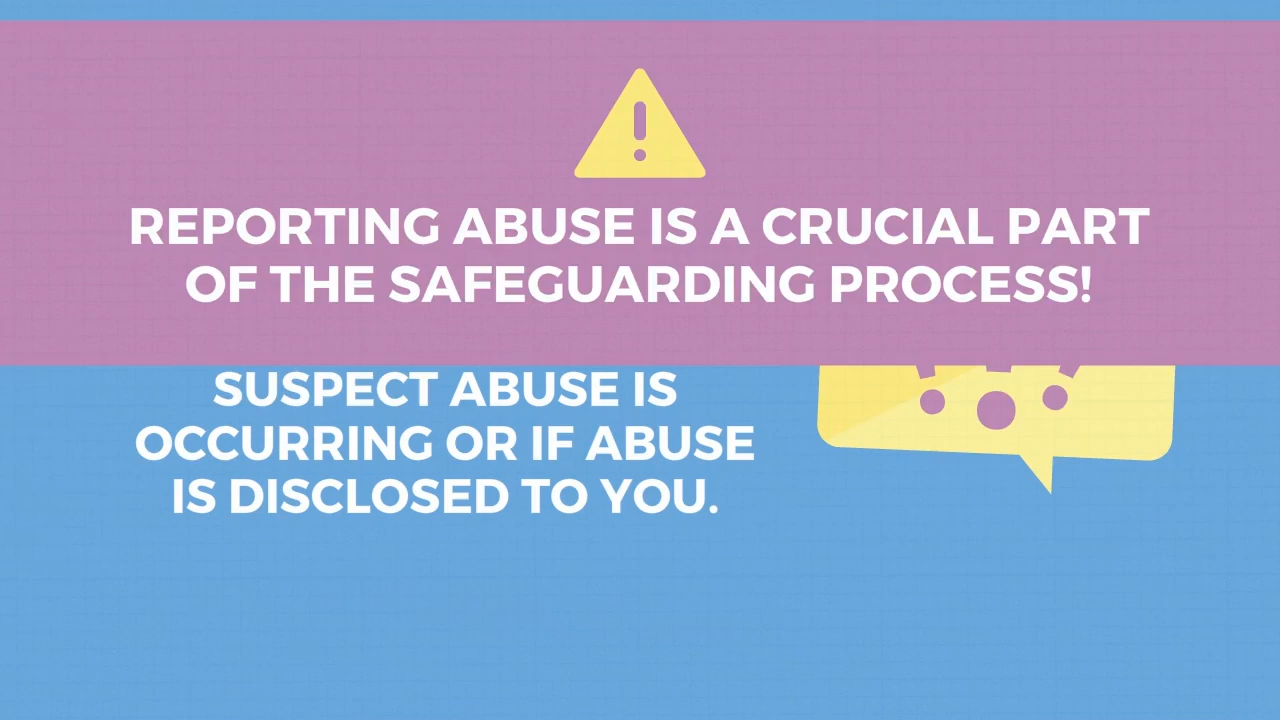 REPORTING ABUSE IS A CRUCIAL PART
OF THE SAFEGUARDING PROCESS!
SUSPECT ABUSE IS
OCCURRING OR IF ABUSE
IS DISCLOSED TO YOU.